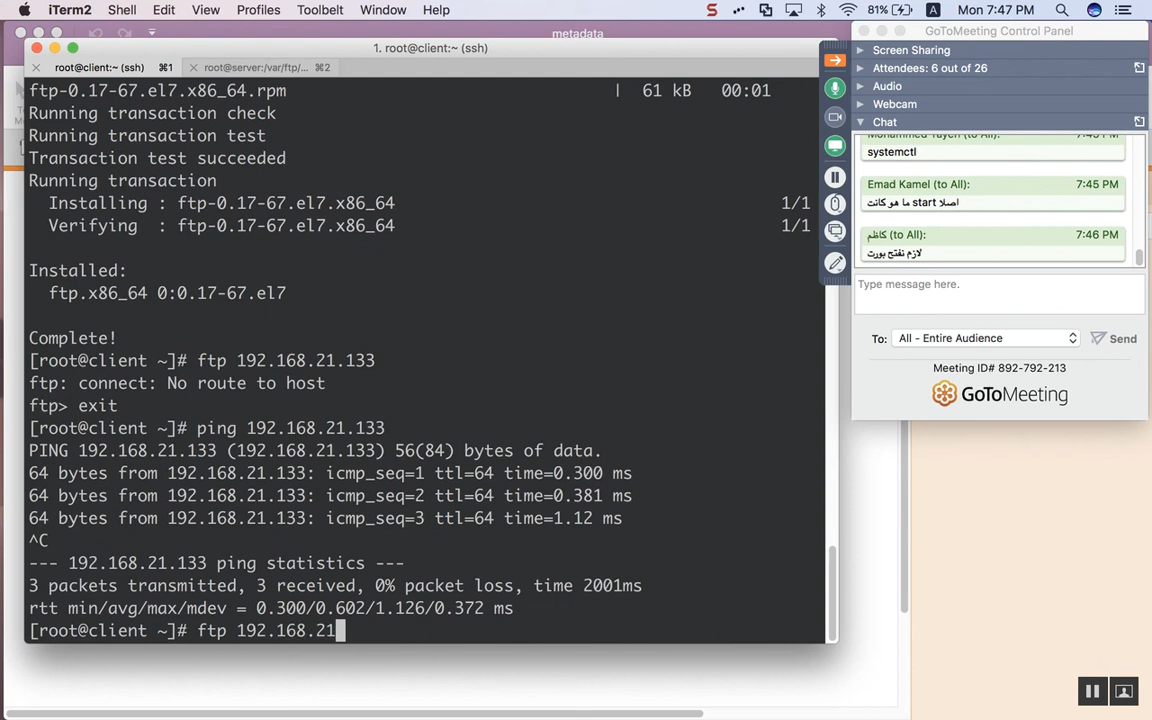 iTerm2 Shell Edit View Profiles Toolbelt Window Help
81% A Mon 7:47 PM
metadata
1. root@client:~ (ssh)
root@client:~ (ssh) ⌘1 root@server:/var/ftp/... ⌘2
ftp-0.17-67.el7.x86_64.rpm | 61 kB 00:01
Running transaction check
Running transaction test
Transaction test succeeded
Running transaction
Installing : ftp-0.17-67.el7.x86_64 1/1
Verifying : ftp-0.17-67.el7.x86_64 1/1
Installed:
ftp.x86_64 0:0.17-67.el7
Complete!
[root@client ~]# ftp 192.168.21.133
ftp: connect: No route to host
ftp> exit
[root@client ~]# ping 192.168.21.133
PING 192.168.21.133 (192.168.21.133) 56(84) bytes of data.
64 bytes from 192.168.21.133: icmp_seq=1 ttl=64 time=0.300 ms
64 bytes from 192.168.21.133: icmp_seq=2 ttl=64 time=0.381 ms
64 bytes from 192.168.21.133: icmp_seq=3 ttl=64 time=1.12 ms
^C
--- 192.168.21.133 ping statistics ---
3 packets transmitted, 3 received, 0% packet loss, time 2001ms
rtt min/avg/max/mdev = 0.300/0.602/1.126/0.372 ms
[root@client ~]# ftp 192.168.21
GoToMeeting Control Panel
Screen Sharing
Attendees: 6 out of 26
Audio
Webcam
Chat
systemctl
Emad Kamel (to All): 7:45 PM
اصلا start ما هو كانت
كاظم (to All): 7:46 PM
لازم نفتح بورت
Type message here.
To: All - Entire Audience Send
Meeting ID# 892-792-213
GoToMeeting